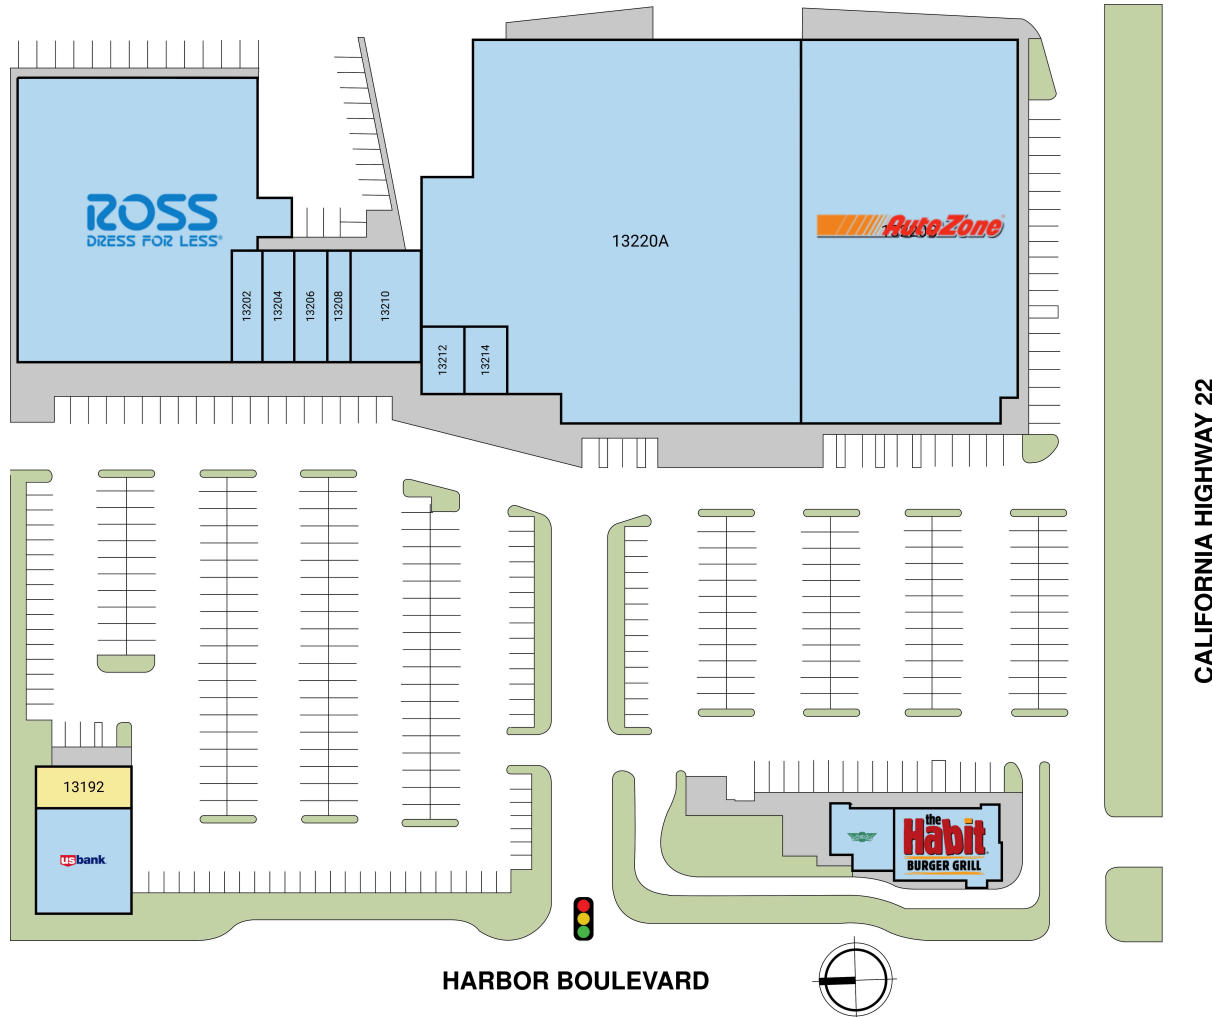 ROSS
DRESS FOR LESS®
13220A
AutoZone
13202
13204
13206
13208
13210
13212
13214
CALIFORNIA HIGHWAY 22
13192
usbank
the
Habit
BURGER GRILL
HARBOR BOULEVARD